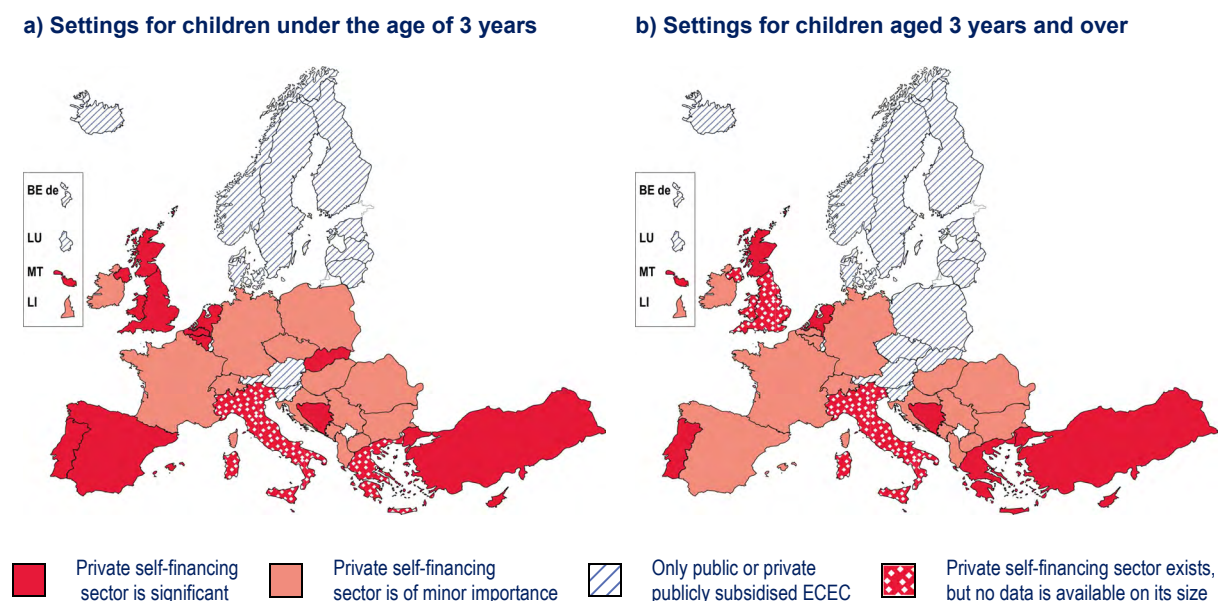 a) Settings for children under the age of 3 years
b) Settings for children aged 3 years and over
BE de
LU
MT
LI
BE de
LU
MT
LI
Private self-financing
sector is significant
Private self-financing
sector is of minor importance
Only public or private
publicly subsidised ECEC
Private self-financing sector exists,
but no data is available on its size